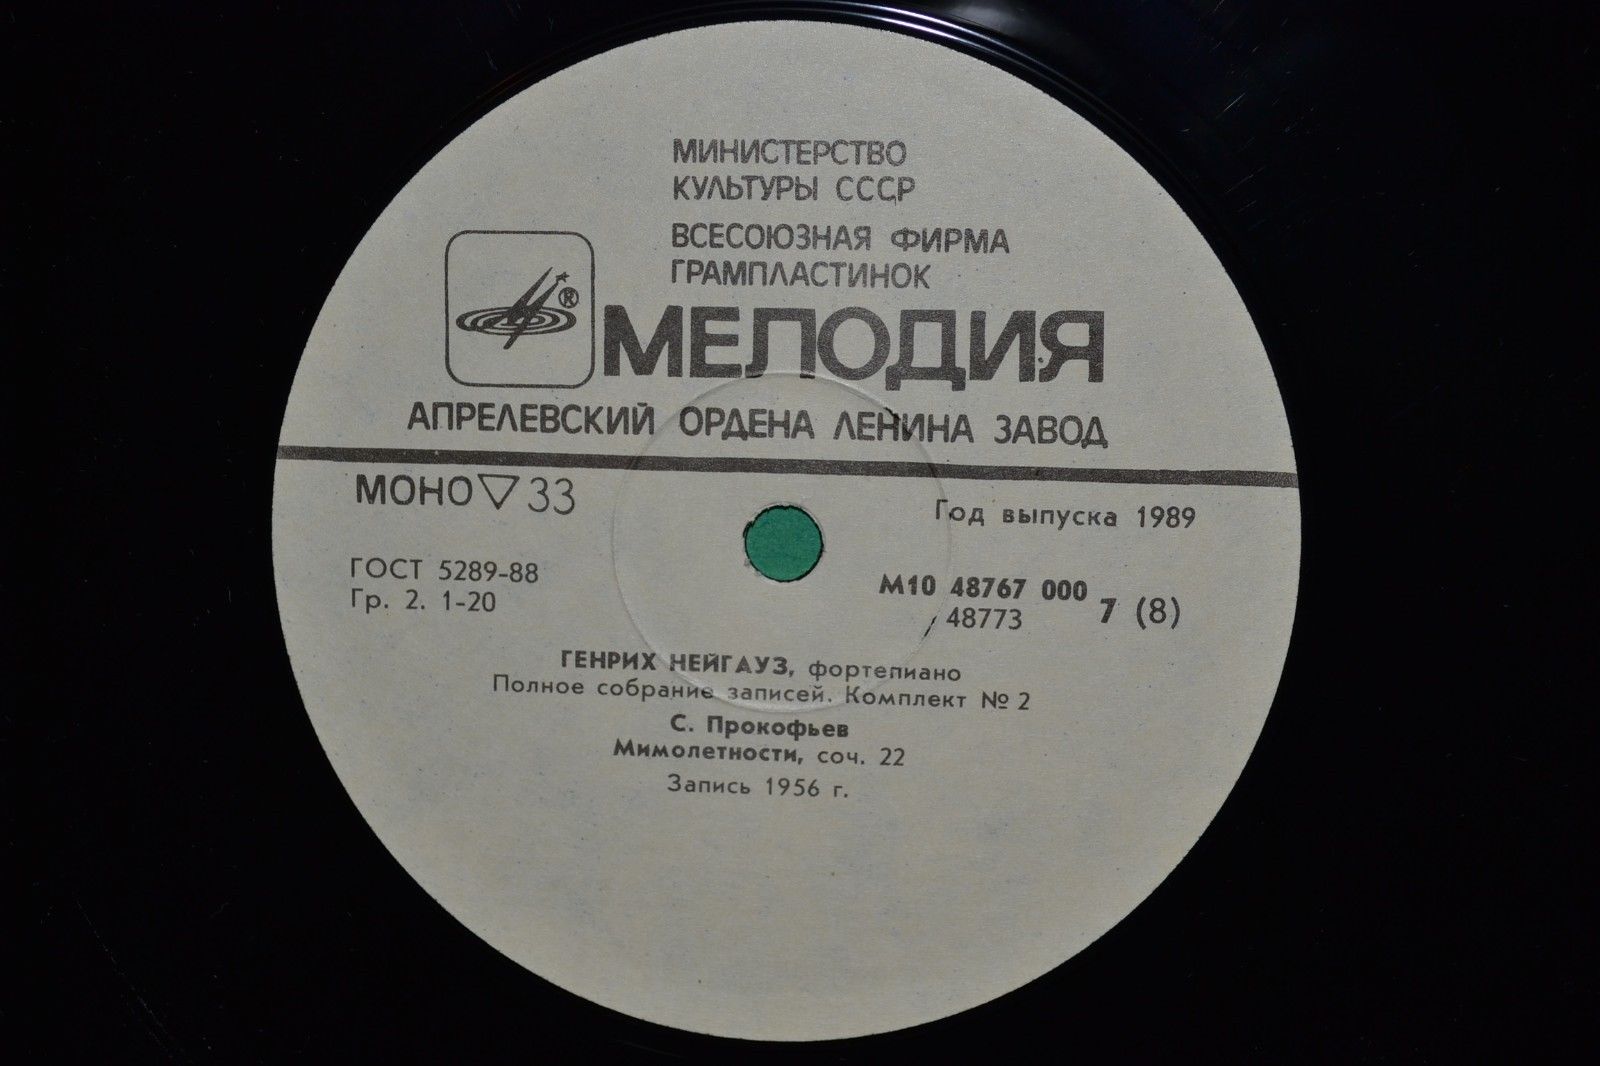 МИНИСТЕРСТВО
КУЛЬТУРЫ СССР
ВСЕСОЮЗНАЯ ФИРМА
ГРАМПЛАСТИНОК
®
МЕЛОДИЯ
АПРЕЛЕВСКИЙ ОРДЕНА ЛЕНИНА ЗАВОД
МОНО ▽ 33
Год выпуска 1989
ГОСТ 5289-88
Гр. 2. 1-20
М10 48767 000 7 (8)
48773
ГЕНРИХ НЕЙГАУЗ, фортепиано
Полное собрание записей. Комплект № 2
С. Прокофьев
Мимолетности, соч. 22
Запись 1956 г.